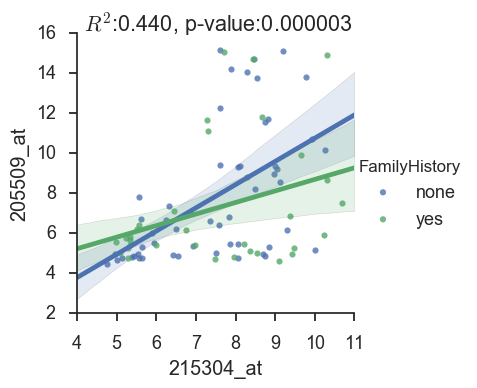 R²:0.440, p-value:0.000003
16
14
12
10
8
6
4
2
205509_at
4 5 6 7 8 9 10 11
215304_at
FamilyHistory
none
yes